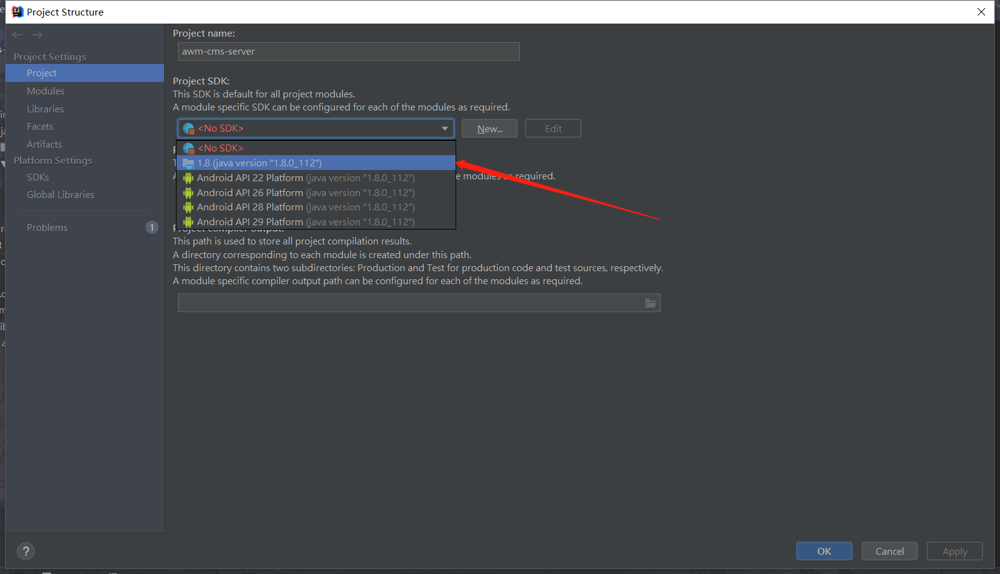 Project Structure
Project Settings
Project
Modules
Libraries
Facets
Artifacts
Platform Settings
SDKs
Global Libraries
Problems
1
Project name:
awm-cms-server
Project SDK:
This SDK is default for all project modules.
A module specific SDK can be configured for each of the modules as required.
<No SDK>
New...
Edit
<No SDK>
1.8 (java version "1.8.0_112")
Android API 22 Platform (java version "1.8.0_112")
e modules as required.
Android API 26 Platform (java version "1.8.0_112")
Android API 28 Platform (java version "1.8.0_112")
Android API 29 Platform (java version "1.8.0_112")
Project compiler output:
This path is used to store all project compilation results.
A directory corresponding to each module is created under this path.
This directory contains two subdirectories: Production and Test for production code and test sources, respectively.
A module specific compiler output path can be configured for each of the modules as required.
?
OK
Cancel
Apply